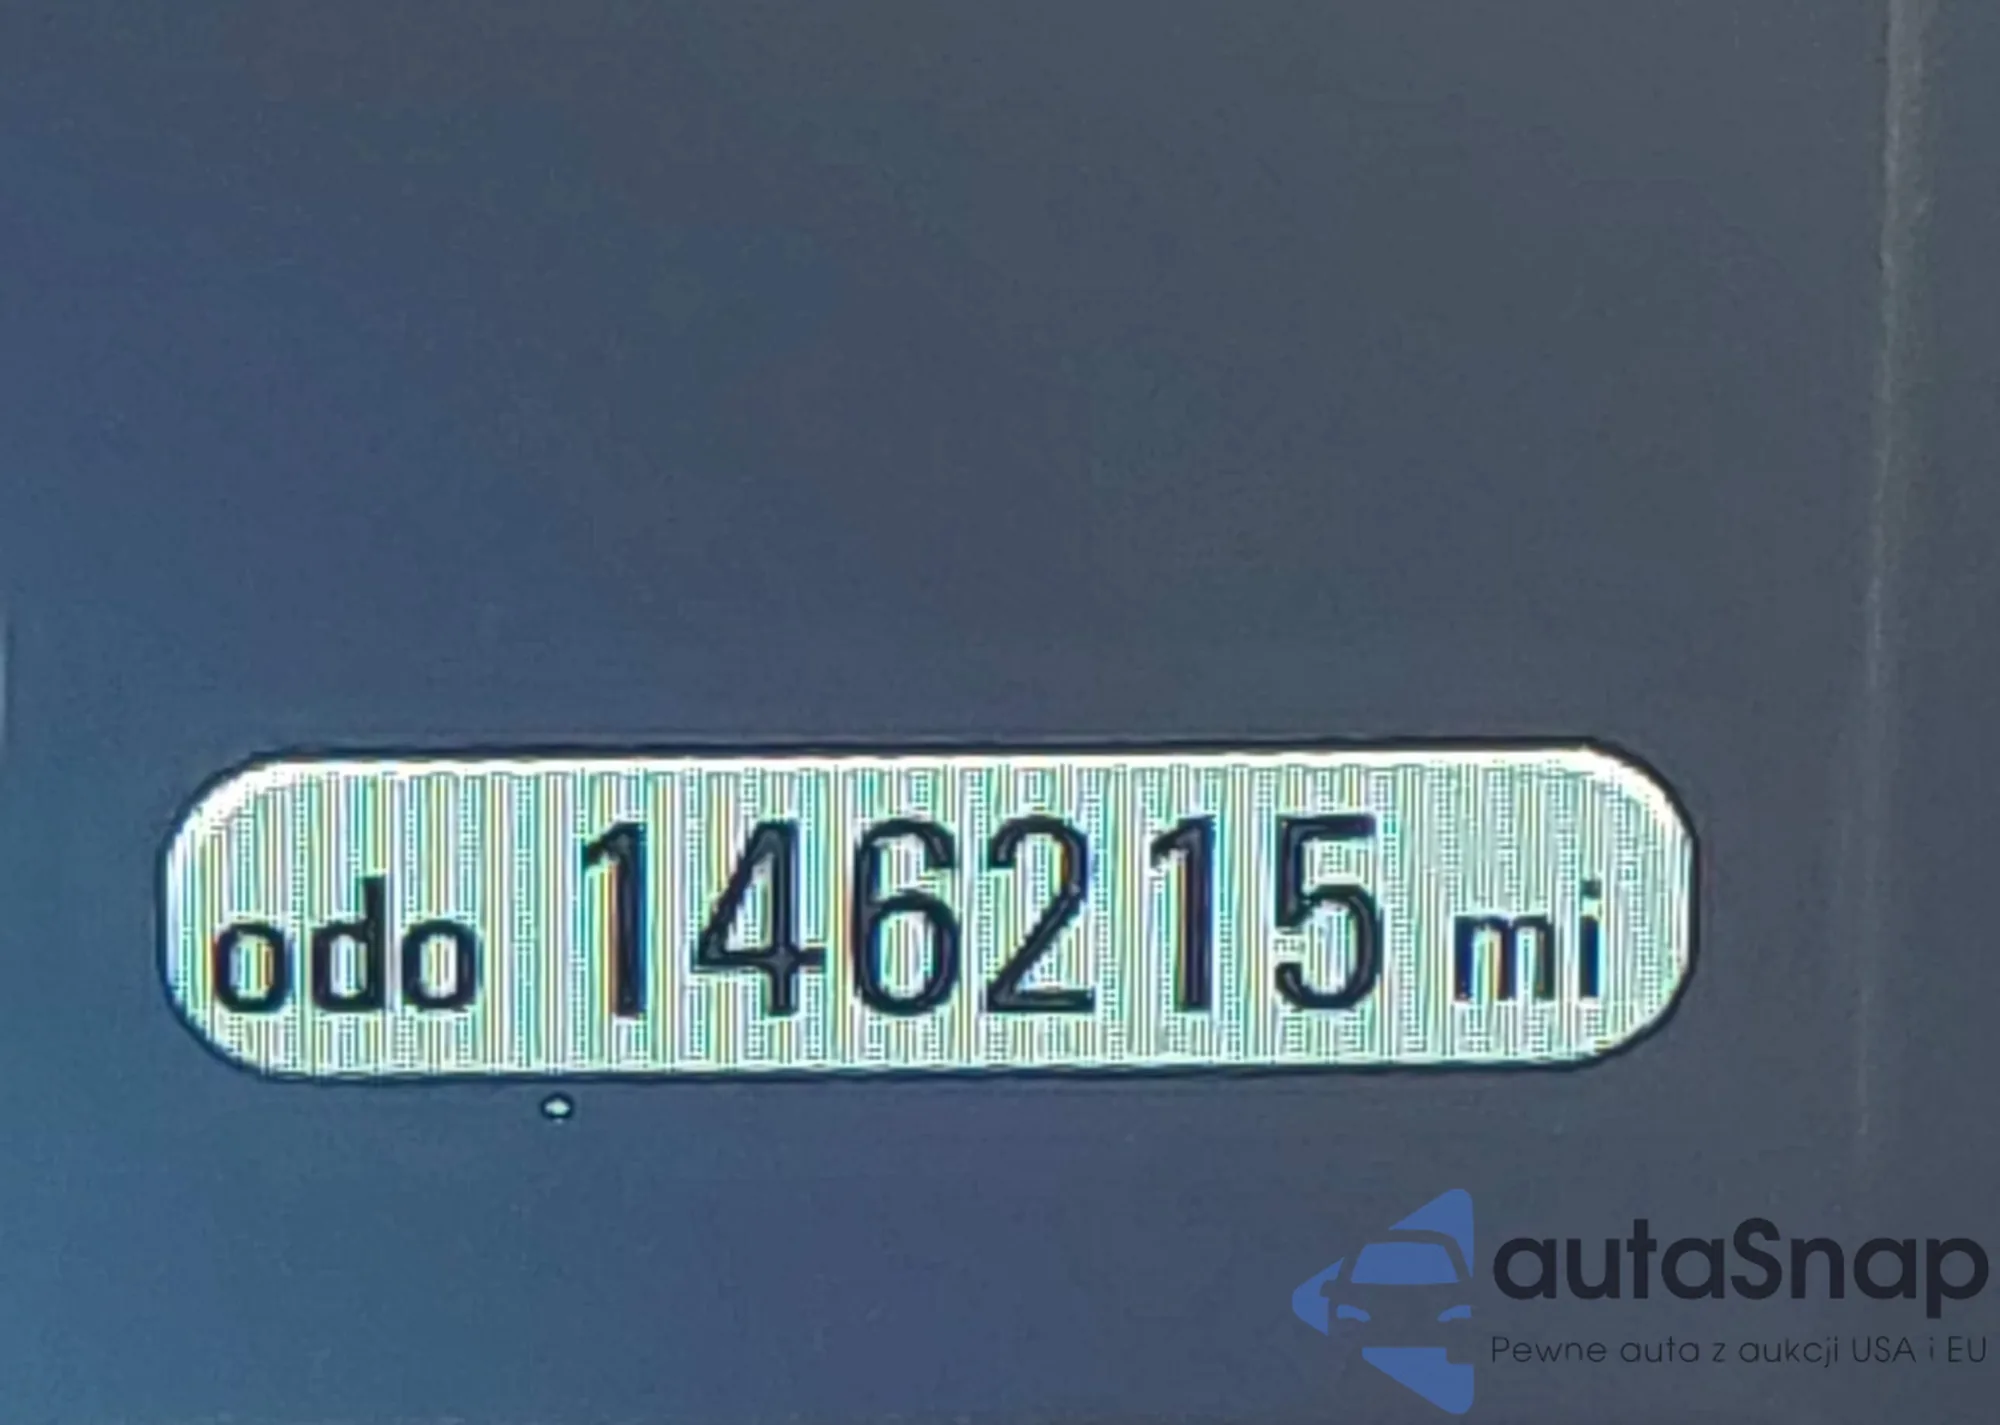 odo 146215 mi
autaSnap
Pewne auta z aukcji USA i EU